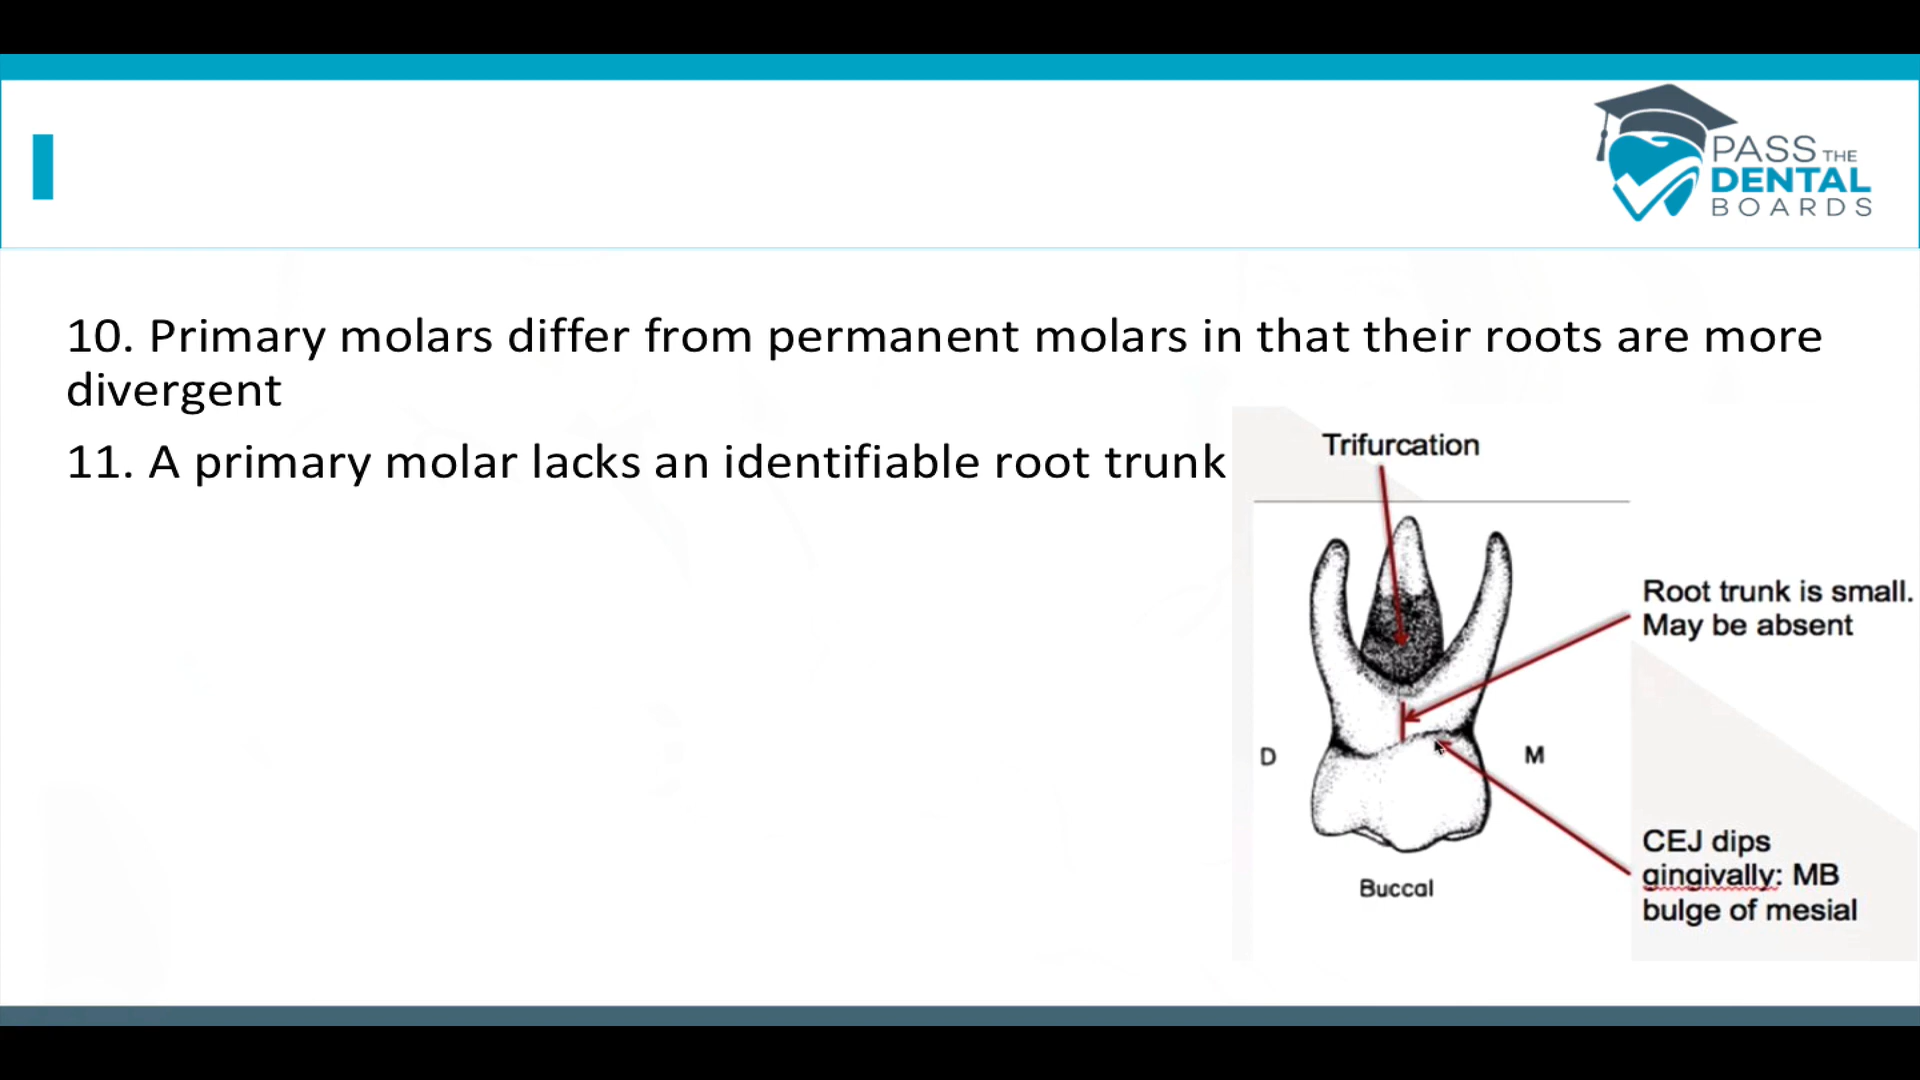 PASS THE
DENTAL
BOARDS
10. Primary molars differ from permanent molars in that their roots are more
divergent
11. A primary molar lacks an identifiable root trunk
Trifurcation
Root trunk is small.
May be absent
D
M
CEJ dips
gingivally: MB
bulge of mesial
Buccal